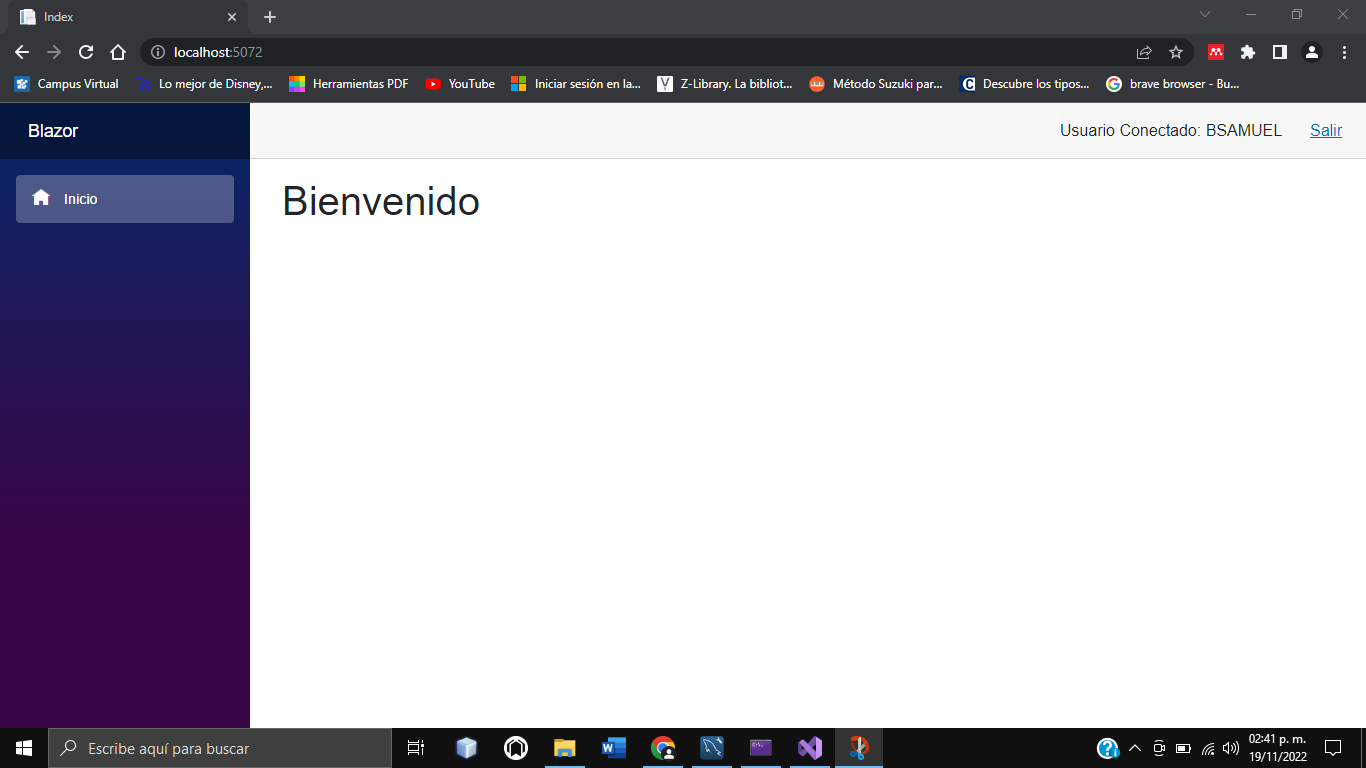 Index
localhost:5072
Campus Virtual
Lo mejor de Disney,...
Herramientas PDF
YouTube
Iniciar sesión en la...
Z-Library. La bibliot...
Método Suzuki par...
Descubre los tipos...
brave browser - Bu...
Blazor
Usuario Conectado: BSAMUEL
Salir
Inicio
Bienvenido
Escribe aquí para buscar
02:41 p. m.
19/11/2022